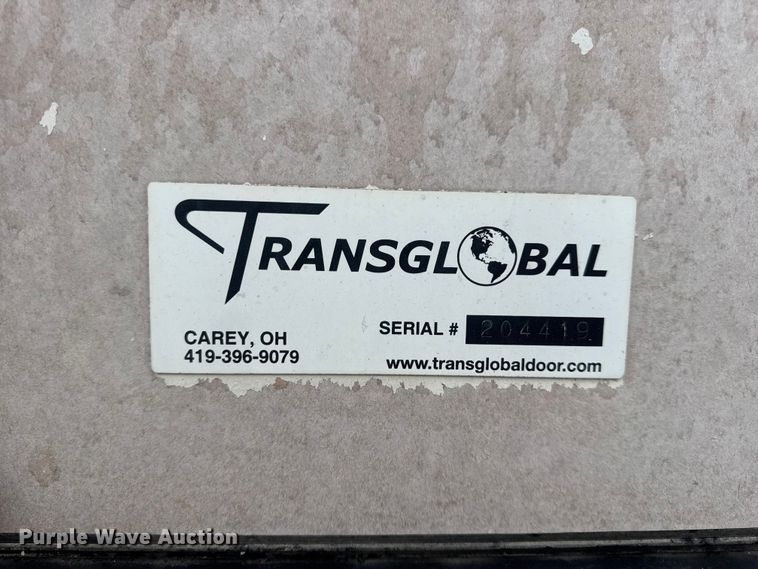 TRANSGLOBAL
SERIAL # 204419
CAREY, OH
419-396-9079
www.transglobaldoor.com
Purple Wave Auction